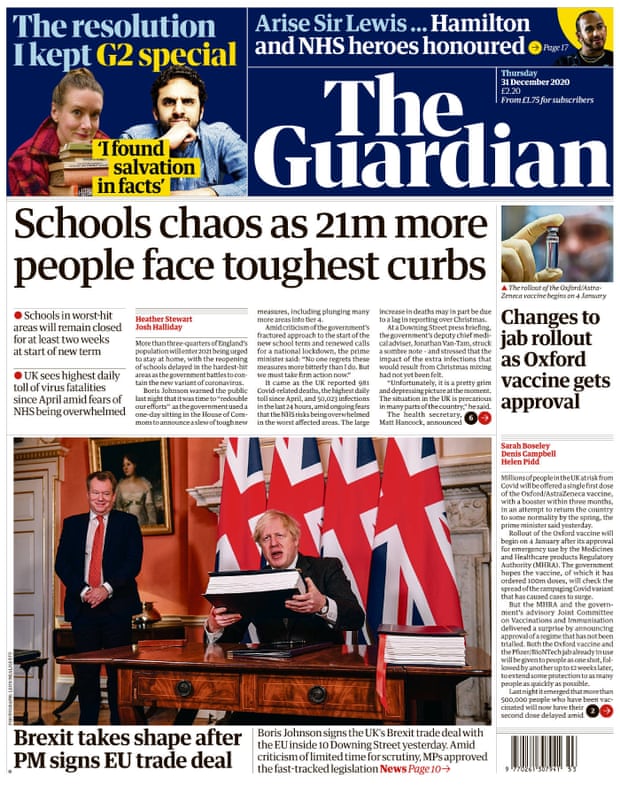 The resolution
I kept G2 special
'I found
salvation
in facts'
Arise Sir Lewis ... Hamilton
and NHS heroes honoured
Page 17
Thursday
31 December 2020
£2.20
From £1.75 for subscribers
The
Guardian
Schools chaos as 21m more
people face toughest curbs
Schools in worst-hit
areas will remain closed
for at least two weeks
at start of new term
UK sees highest daily
toll of virus fatalities
since April amid fears of
NHS being overwhelmed
Heather Stewart
Josh Halliday
More than three-quarters of England's
population will enter 2021 being urged
to stay at home, with the reopening
of schools delayed in the hardest-hit
areas as the government battles to con-
tain the new variant of coronavirus.
Boris Johnson warned the public
last night that it was time to "redouble
our efforts" as the government used a
one-day sitting in the House of Com-
mons to announce a slew of tough new
measures, including plunging many
more areas into tier 4.
Amid criticism of the government's
fractured approach to the start of the
new school term and renewed calls
for a national lockdown, the prime
minister said: "No one regrets these
measures more bitterly than I do. But
we must take firm action now."
It came as the UK reported 981
Covid-related deaths, the highest daily
toll since April, and 50,023 infections
in the last 24 hours, amid ongoing fears
that the NHS risks being overwhelmed
in the worst affected areas. The large
increase in deaths may in part be due
to a lag in reporting over Christmas.
At a Downing Street press briefing,
the government's deputy chief medi-
cal adviser, Jonathan Van-Tam, struck
a sombre note – and stressed that the
impact of the extra infections that
would result from Christmas mixing
had not yet been felt.
"Unfortunately, it is a pretty grim
and depressing picture at the moment.
The situation in the UK is precarious
in many parts of the country," he said.
The health secretary,
Matt Hancock, announced
6
The rollout of the Oxford/Astra-
Zeneca vaccine begins on 4 January
Changes to
jab rollout
as Oxford
vaccine gets
approval
Sarah Boseley
Denis Campbell
Helen Pidd
Millions of people in the UK at risk from
Covid will be offered a single first dose
of the Oxford/AstraZeneca vaccine,
with a booster within three months,
in an attempt to return the country
to some normality by the spring, the
prime minister said yesterday.
Rollout of the Oxford vaccine will
begin on 4 January after its approval
for emergency use by the Medicines
and Healthcare products Regulatory
Authority (MHRA). The government
hopes the vaccine, of which it has
ordered 100m doses, will check the
spread of the rampaging Covid variant
that has caused cases to surge.
But the MHRA and the govern-
ment's advisory Joint Committee
on Vaccinations and Immunisation
delivered a surprise by announcing
approval of a regime that has not been
trialled. Both the Oxford vaccine and
the Pfizer/BioNTech jab already in use
will be given to people as one shot, fol-
lowed by another up to 12 weeks later,
to extend some protection to as many
people as quickly as possible.
Last night it emerged that more than
500,000 people who have been vac-
cinated will now have their
second dose delayed amid
2
Brexit takes shape after
PM signs EU trade deal
Boris Johnson signs the UK's Brexit trade deal with
the EU inside 10 Downing Street yesterday. Amid
criticism of limited time for scrutiny, MPs approved
the fast-tracked legislation News Page 10
9 770261 307941 53